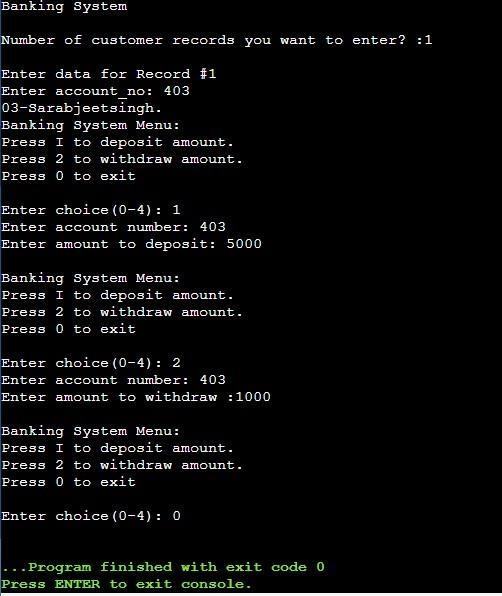 Banking System
Number of customer records you want to enter? :1
Enter data for Record #1
Enter account_no: 403
03-Sarabjeetsingh.
Banking System Menu:
Press I to deposit amount.
Press 2 to withdraw amount.
Press 0 to exit
Enter choice(0-4): 1
Enter account number: 403
Enter amount to deposit: 5000
Banking System Menu:
Press I to deposit amount.
Press 2 to withdraw amount.
Press 0 to exit
Enter choice(0-4): 2
Enter account number: 403
Enter amount to withdraw :1000
Banking System Menu:
Press I to deposit amount.
Press 2 to withdraw amount.
Press 0 to exit
Enter choice(0-4): 0
...Program finished with exit code 0
Press ENTER to exit console.